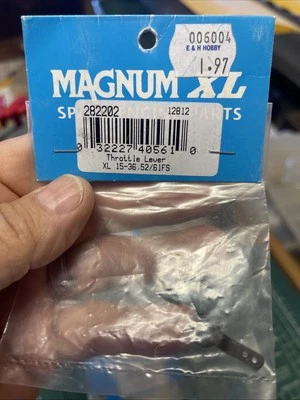 006004
E & H HOBBY
1.97
MAGNUM XL
282202 12812
0 32227 40561 0
Throttle Lever
XL 15-36.52/61FS